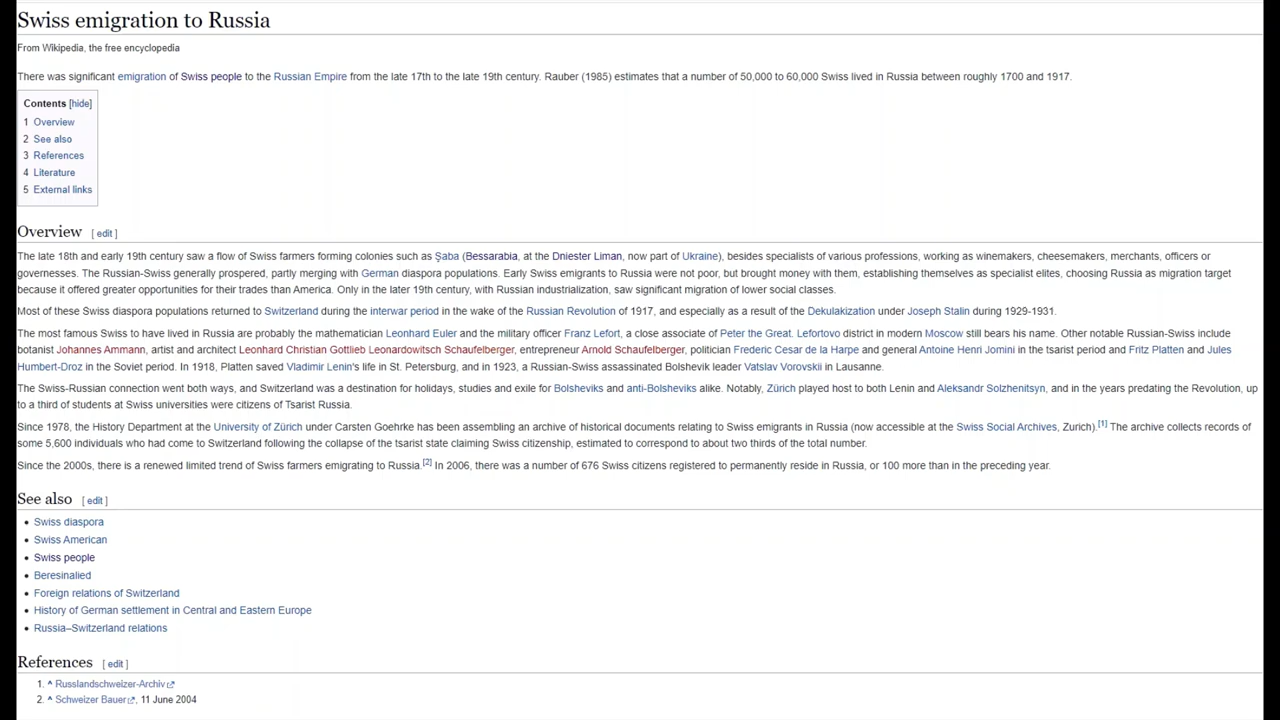 Swiss emigration to Russia
From Wikipedia, the free encyclopedia
There was significant emigration of Swiss people to the Russian Empire from the late 17th to the late 19th century. Rauber (1985) estimates that a number of 50,000 to 60,000 Swiss lived in Russia between roughly 1700 and 1917.
Contents [hide]
1 Overview
2 See also
3 References
4 Literature
5 External links
Overview [ edit ]
The late 18th and early 19th century saw a flow of Swiss farmers forming colonies such as Şaba (Bessarabia, at the Dniester Liman, now part of Ukraine), besides specialists of various professions, working as winemakers, cheesemakers, merchants, officers or
governesses. The Russian-Swiss generally prospered, partly merging with German diaspora populations. Early Swiss emigrants to Russia were not poor, but brought money with them, establishing themselves as specialist elites, choosing Russia as migration target
because it offered greater opportunities for their trades than America. Only in the later 19th century, with Russian industrialization, saw significant migration of lower social classes.
Most of these Swiss diaspora populations returned to Switzerland during the interwar period in the wake of the Russian Revolution of 1917, and especially as a result of the Dekulakization under Joseph Stalin during 1929-1931.
The most famous Swiss to have lived in Russia are probably the mathematician Leonhard Euler and the military officer Franz Lefort, a close associate of Peter the Great. Lefortovo district in modern Moscow still bears his name. Other notable Russian-Swiss include
botanist Johannes Ammann, artist and architect Leonhard Christian Gottlieb Leonardowitsch Schaufelberger, entrepreneur Arnold Schaufelberger, politician Frederic Cesar de la Harpe and general Antoine Henri Jomini in the tsarist period and Fritz Platten and Jules
Humbert-Droz in the Soviet period. In 1918, Platten saved Vladimir Lenin's life in St. Petersburg, and in 1923, a Russian-Swiss assassinated Bolshevik leader Vatslav Vorovskii in Lausanne.
The Swiss-Russian connection went both ways, and Switzerland was a destination for holidays, studies and exile for Bolsheviks and anti-Bolsheviks alike. Notably, Zürich played host to both Lenin and Aleksandr Solzhenitsyn, and in the years predating the Revolution, up
to a third of students at Swiss universities were citizens of Tsarist Russia.
Since 1978, the History Department at the University of Zürich under Carsten Goehrke has been assembling an archive of historical documents relating to Swiss emigrants in Russia (now accessible at the Swiss Social Archives, Zurich).[1] The archive collects records of
some 5,600 individuals who had come to Switzerland following the collapse of the tsarist state claiming Swiss citizenship, estimated to correspond to about two thirds of the total number.
Since the 2000s, there is a renewed limited trend of Swiss farmers emigrating to Russia.[2] In 2006, there was a number of 676 Swiss citizens registered to permanently reside in Russia, or 100 more than in the preceding year.
See also [ edit ]
• Swiss diaspora
• Swiss American
• Swiss people
• Beresinalied
• Foreign relations of Switzerland
• History of German settlement in Central and Eastern Europe
• Russia–Switzerland relations
References [ edit ]
1. ^ Russlandschweizer-Archiv
2. ^ Schweizer Bauer, 11 June 2004